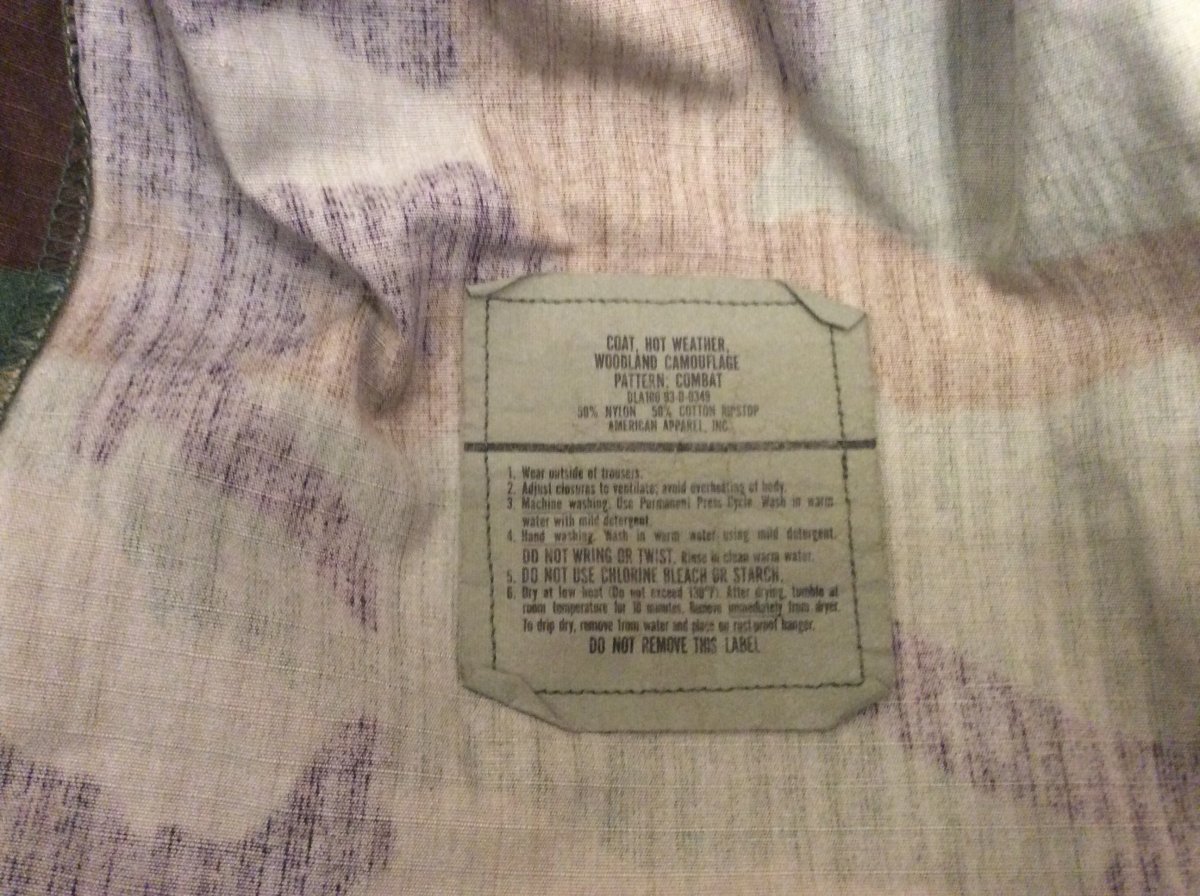 COAT, HOT WEATHER,
WOODLAND CAMOUFLAGE
PATTERN: COMBAT
DLA100-93-D-0349
50% NYLON 50% COTTON RIPSTOP
AMERICAN APPAREL, INC.
1. Wear outside of trousers.
2. Adjust closures to ventilate; avoid overheating of body.
3. Machine washing. Use Permanent Press Cycle. Wash in warm
water with mild detergent.
4. Hand washing. Wash in warm water using mild detergent.
DO NOT WRING OR TWIST. Rinse in clean warm water.
5. DO NOT USE CHLORINE BLEACH OR STARCH.
6. Dry at low heat (Do not exceed 130°F). After drying, tumble at
room temperature for 10 minutes. Remove immediately from dryer.
To drip dry, remove from water and place on rust-proof hanger.
DO NOT REMOVE THIS LABEL